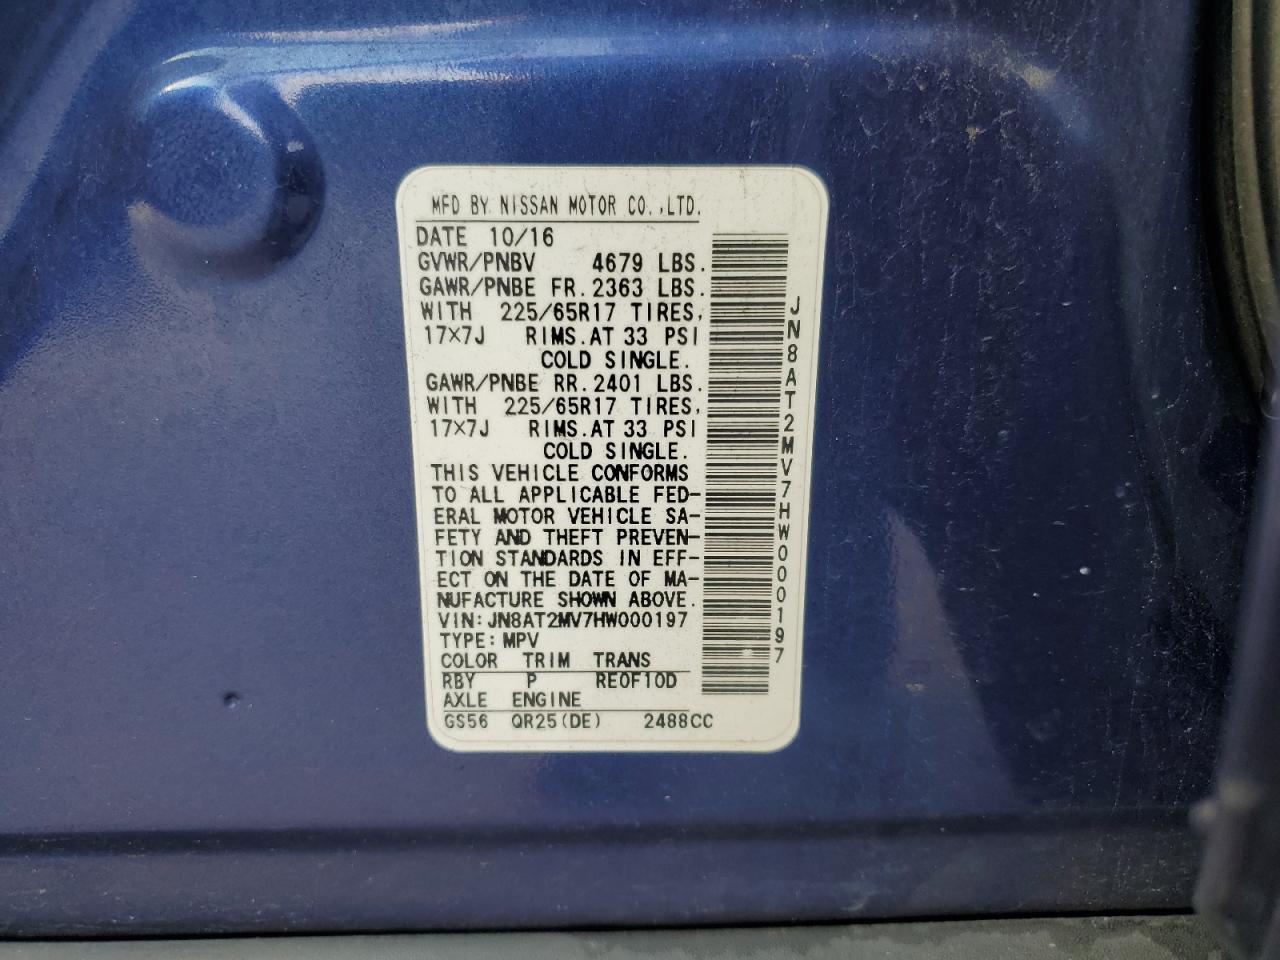 MFD BY NISSAN MOTOR CO.,LTD.
DATE 10/16
GVWR/PNBV 4679 LBS.
GAWR/PNBE FR.2363 LBS.
WITH 225/65R17 TIRES,
17×7J RIMS.AT 33 PSI
COLD SINGLE.
GAWR/PNBE RR.2401 LBS.
WITH 225/65R17 TIRES,
17×7J RIMS.AT 33 PSI
COLD SINGLE.
THIS VEHICLE CONFORMS
TO ALL APPLICABLE FED-
ERAL MOTOR VEHICLE SA-
FETY AND THEFT PREVEN-
TION STANDARDS IN EFF-
ECT ON THE DATE OF MA-
NUFACTURE SHOWN ABOVE.
VIN:JN8AT2MV7HW000197
TYPE:MPV
COLOR TRIM TRANS
RBY P RE0F10D
AXLE ENGINE
GS56 QR25(DE) 2488CC
JN8AT2MV7HW000197